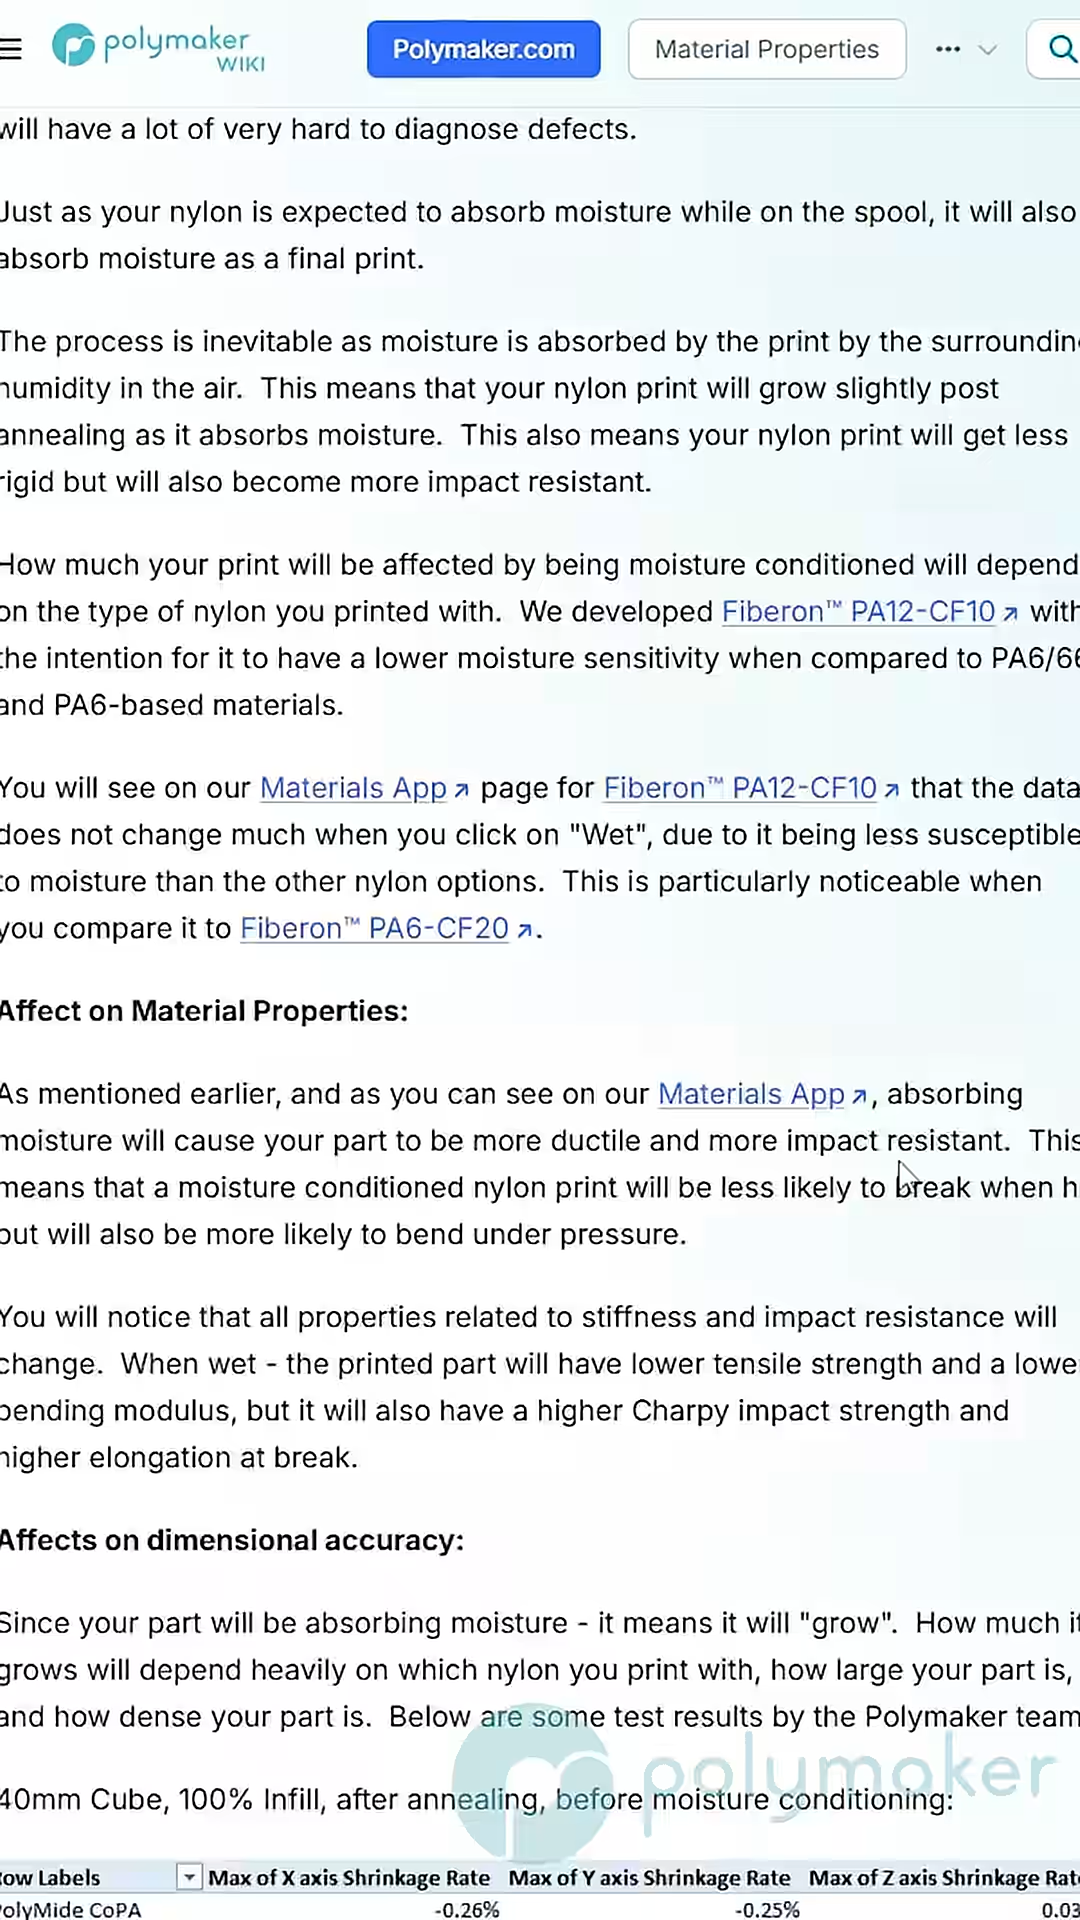 polymaker
WIKI
Polymaker.com
Material Properties
will have a lot of very hard to diagnose defects.
Just as your nylon is expected to absorb moisture while on the spool, it will also
absorb moisture as a final print.
The process is inevitable as moisture is absorbed by the print by the surroundin
humidity in the air.  This means that your nylon print will grow slightly post
annealing as it absorbs moisture.  This also means your nylon print will get less
rigid but will also become more impact resistant.
How much your print will be affected by being moisture conditioned will depend
on the type of nylon you printed with.  We developed Fiberon™ PA12-CF10 with
the intention for it to have a lower moisture sensitivity when compared to PA6/66
and PA6-based materials.
You will see on our Materials App page for Fiberon™ PA12-CF10 that the data
does not change much when you click on "Wet", due to it being less susceptible
to moisture than the other nylon options.  This is particularly noticeable when
you compare it to Fiberon™ PA6-CF20.
Affect on Material Properties:
As mentioned earlier, and as you can see on our Materials App, absorbing
moisture will cause your part to be more ductile and more impact resistant.  This
means that a moisture conditioned nylon print will be less likely to break when h
but will also be more likely to bend under pressure.
You will notice that all properties related to stiffness and impact resistance will
change.  When wet - the printed part will have lower tensile strength and a lower
bending modulus, but it will also have a higher Charpy impact strength and
higher elongation at break.
Affects on dimensional accuracy:
Since your part will be absorbing moisture - it means it will "grow".  How much it
grows will depend heavily on which nylon you print with, how large your part is,
and how dense your part is.  Below are some test results by the Polymaker team
polymaker
40mm Cube, 100% Infill, after annealing, before moisture conditioning:
ow Labels Max of X axis Shrinkage Rate Max of Y axis Shrinkage Rate Max of Z axis Shrinkage Rat
PolyMide CoPA -0.26% -0.25% 0.03